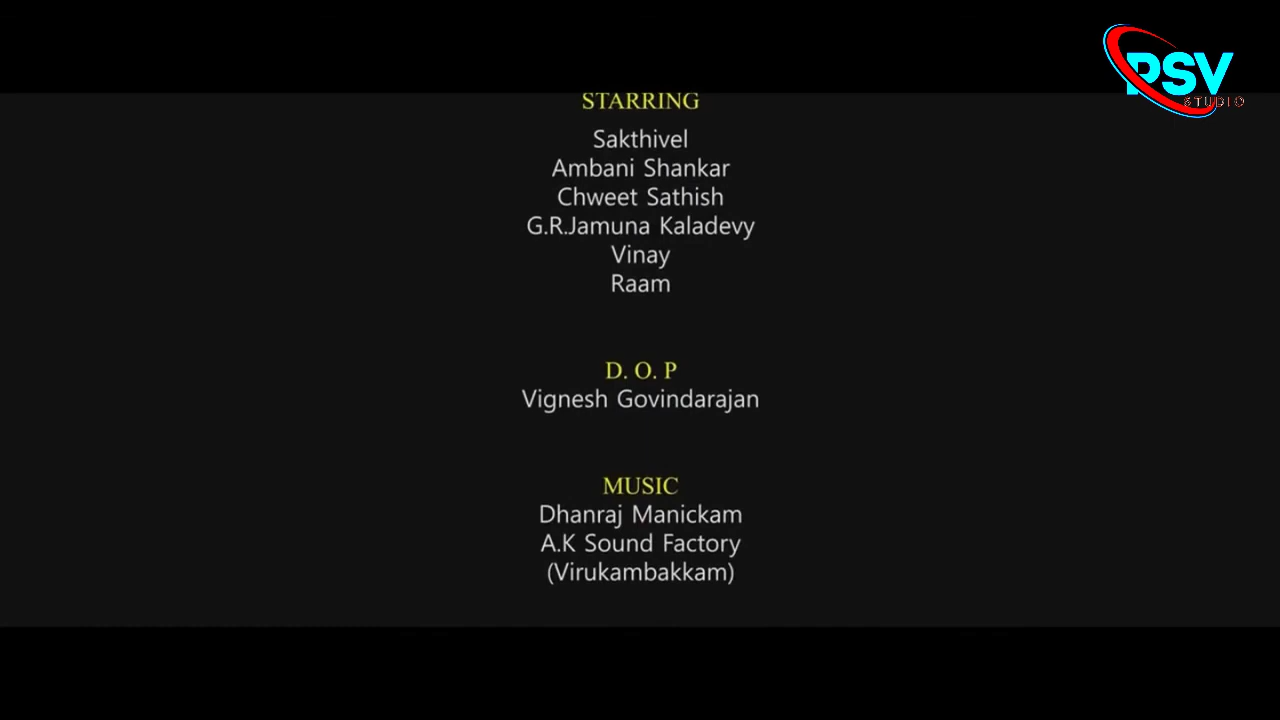 PSV
STUDIO
STARRING
Sakthivel
Ambani Shankar
Chweet Sathish
G.R.Jamuna Kaladevy
Vinay
Raam
D. O. P
Vignesh Govindarajan
MUSIC
Dhanraj Manickam
A.K Sound Factory
(Virukambakkam)